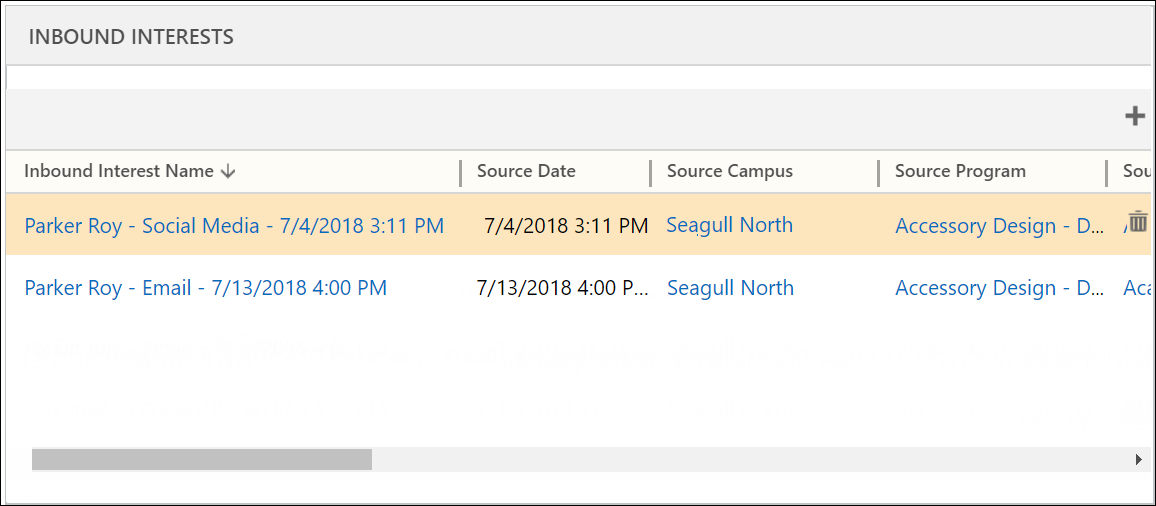 INBOUND INTERESTS
Inbound Interest Name Source Date Source Campus Source Program Sou
Parker Roy - Social Media - 7/4/2018 3:11 PM 7/4/2018 3:11 PM Seagull North Accessory Design - D...
Parker Roy - Email - 7/13/2018 4:00 PM 7/13/2018 4:00 P... Seagull North Accessory Design - D... Aca